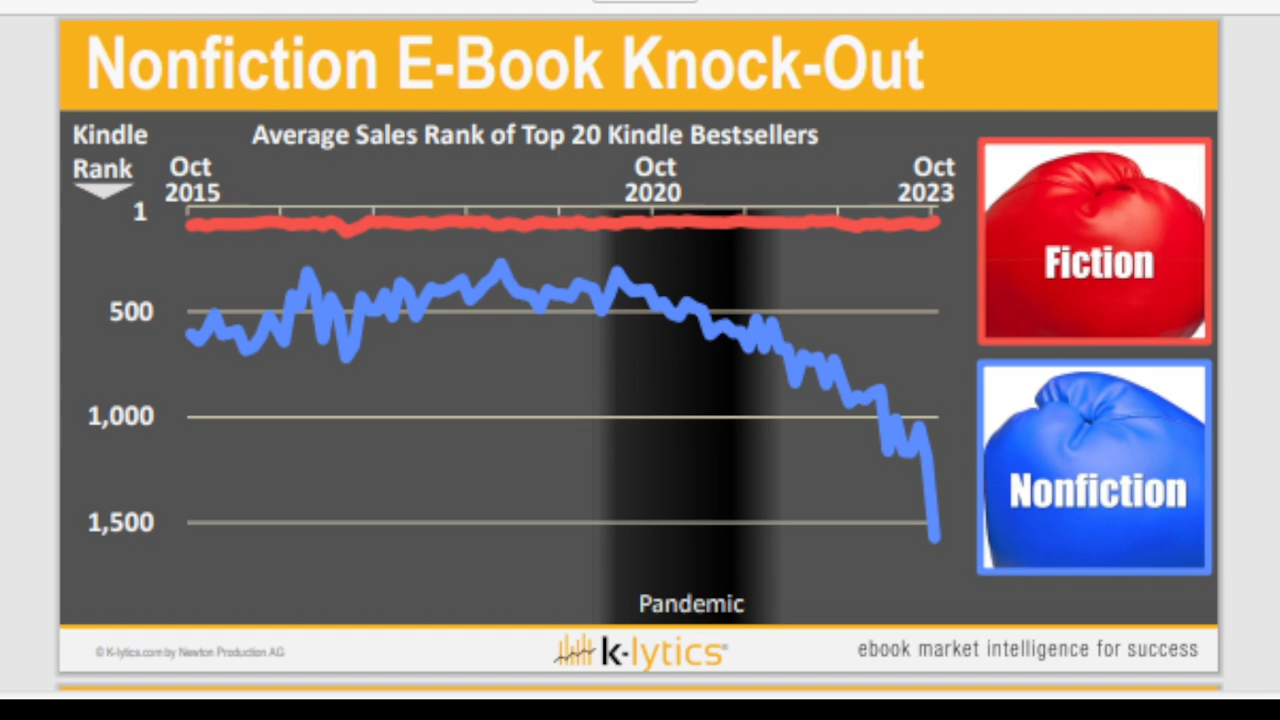 Nonfiction E-Book Knock-Out
Kindle
Rank
Average Sales Rank of Top 20 Kindle Bestsellers
Oct
2015
Oct
2020
Oct
2023
1
500
1,000
1,500
Fiction
Nonfiction
Pandemic
© K-lytics.com by Newton Production AG
k-lytics®
ebook market intelligence for success